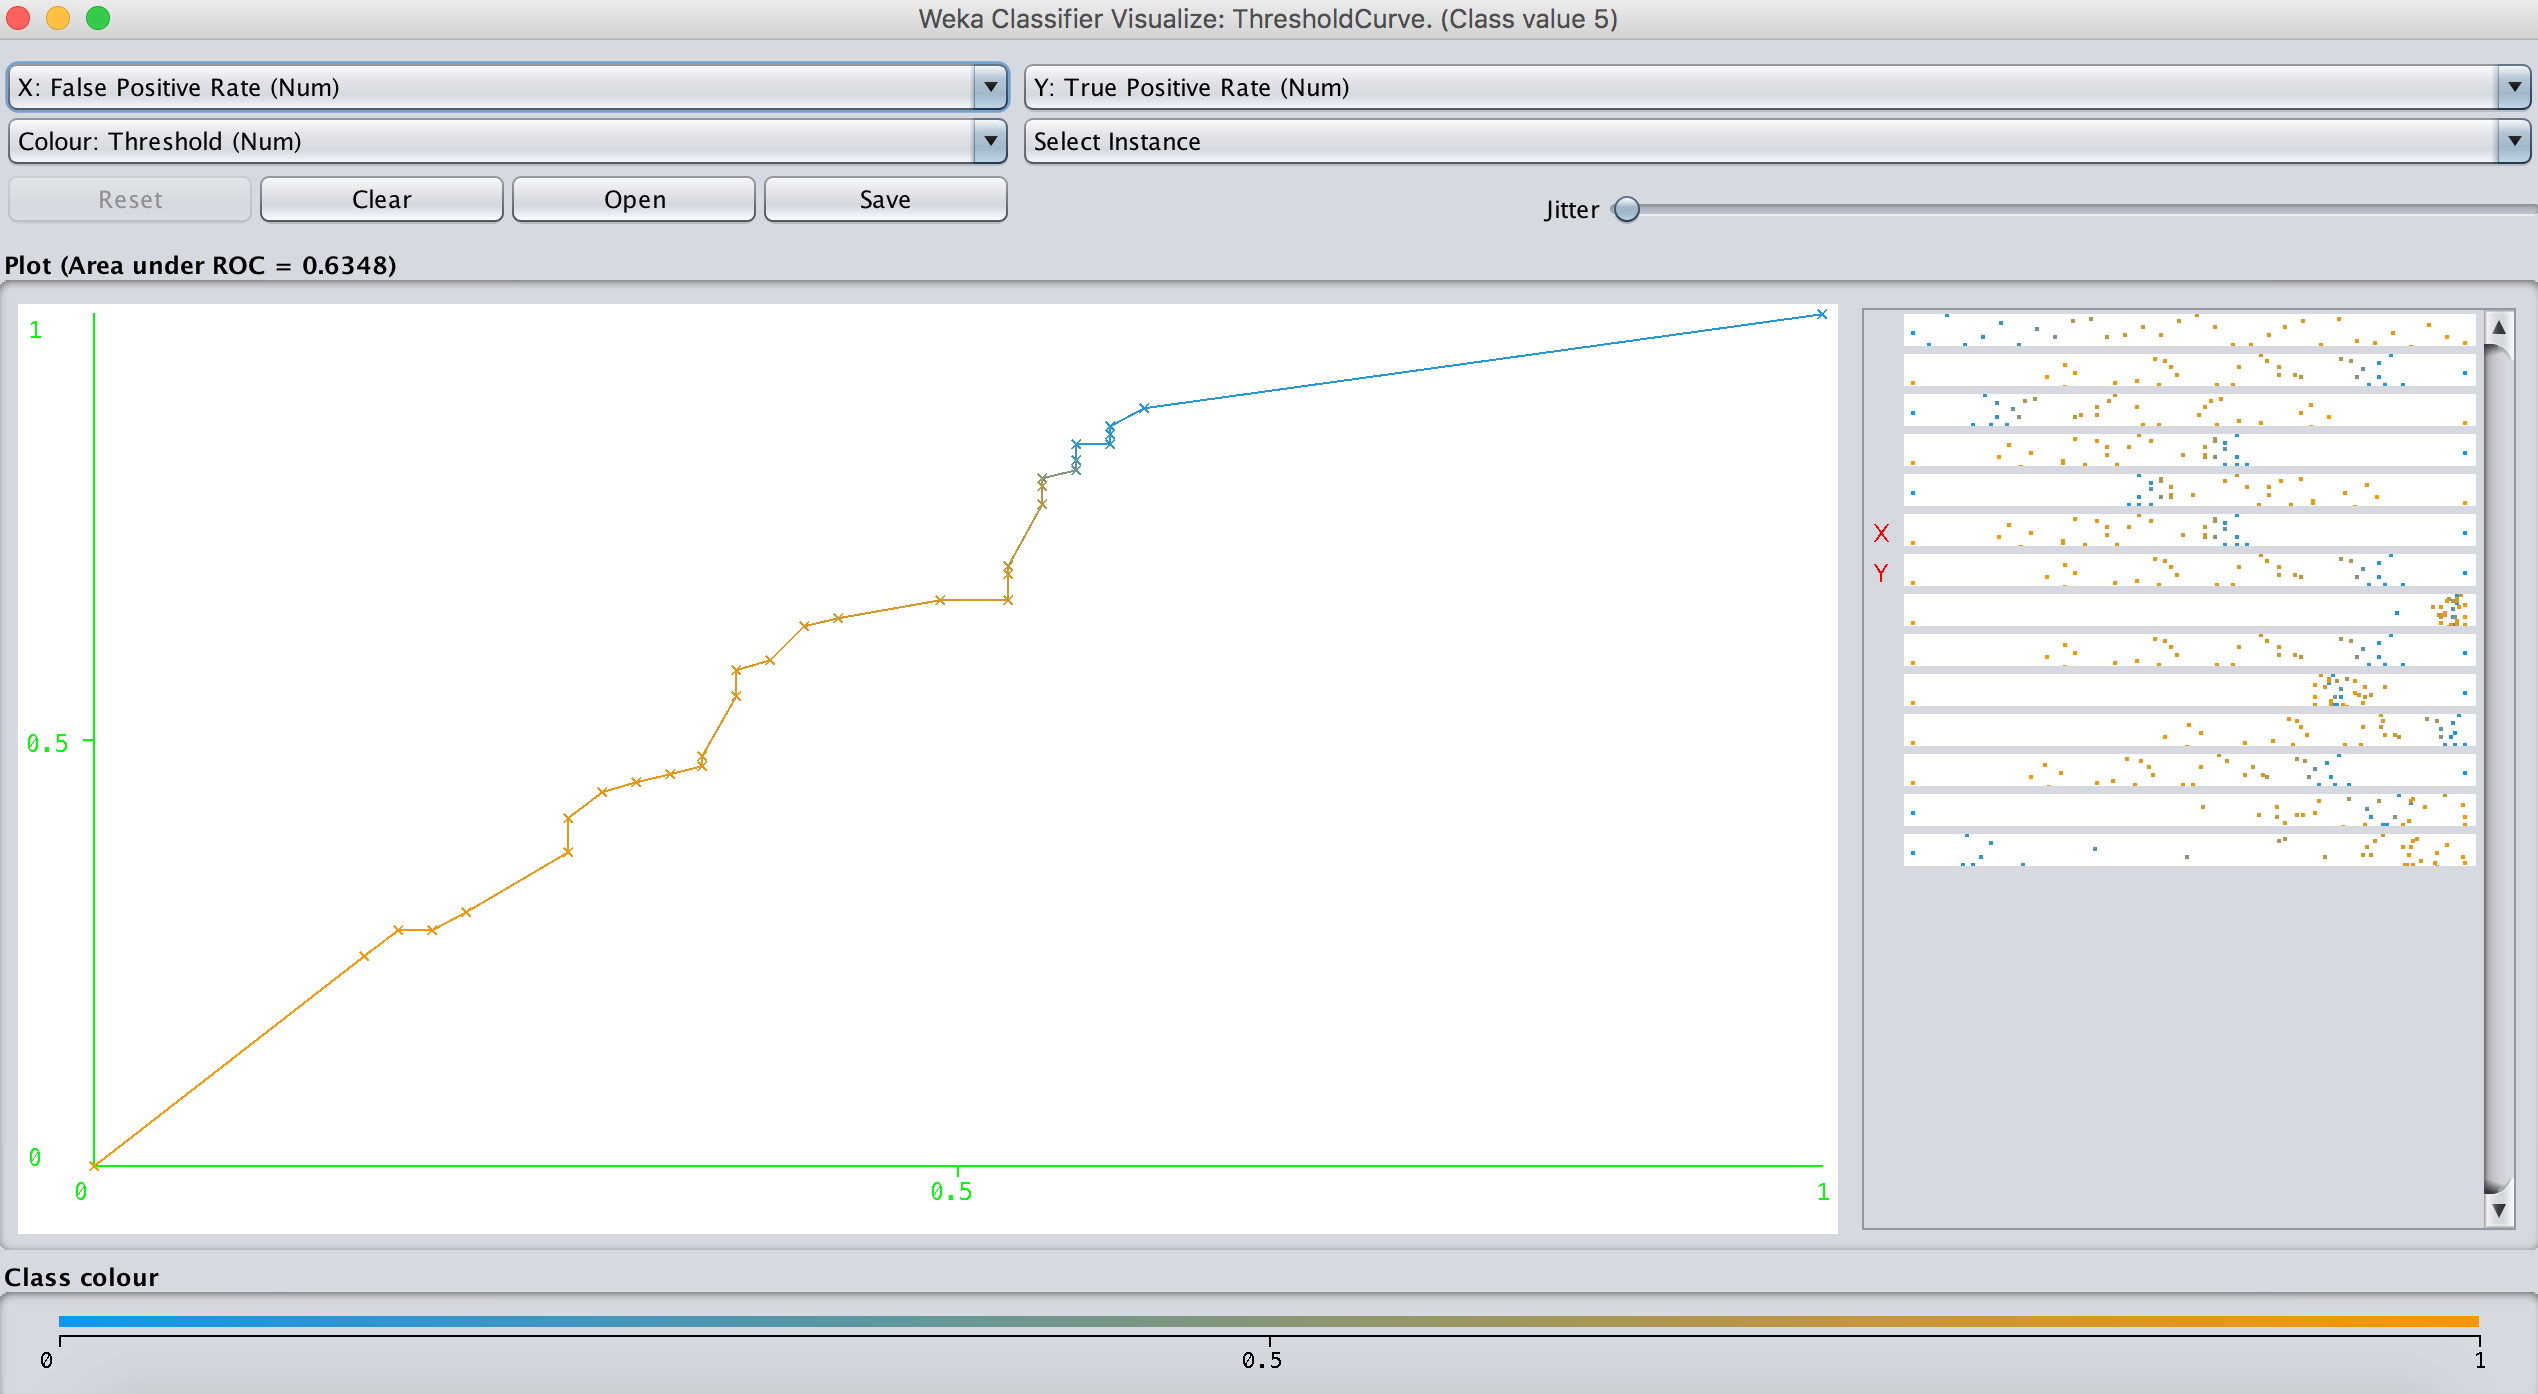 Weka Classifier Visualize: ThresholdCurve. (Class value 5)
X: False Positive Rate (Num)
Y: True Positive Rate (Num)
Colour: Threshold (Num)
Select Instance
Reset
Clear
Open
Save
Jitter
Plot (Area under ROC = 0.6348)
1
0.5
0
0
0.5
1
X
Y
Class colour
0
0.5
1